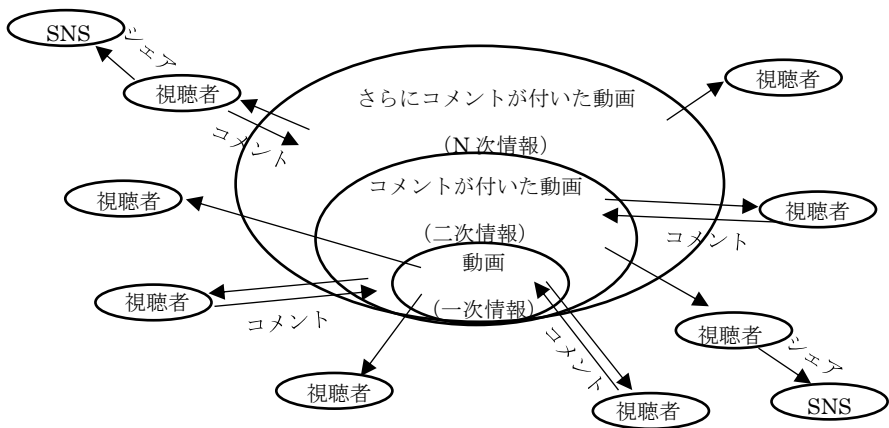 SNS
シェア
視聴者
コメント
さらにコメントが付いた動画
（N 次情報）
視聴者
視聴者
コメントが付いた動画
（二次情報）
視聴者
コメント
動画
（一次情報）
視聴者
コメント
視聴者
コメント
視聴者
視聴者
シェア
SNS